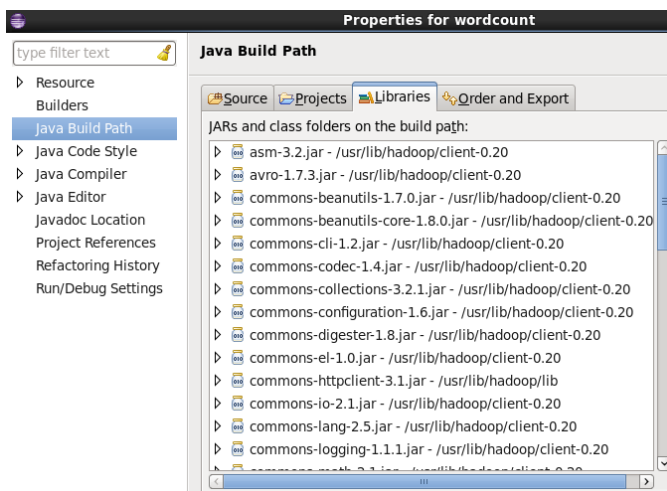 Properties for wordcount
type filter text
Resource
Builders
Java Build Path
Java Code Style
Java Compiler
Java Editor
Javadoc Location
Project References
Refactoring History
Run/Debug Settings
Java Build Path
Source Projects Libraries Order and Export
JARs and class folders on the build path:
asm-3.2.jar - /usr/lib/hadoop/client-0.20
avro-1.7.3.jar - /usr/lib/hadoop/client-0.20
commons-beanutils-1.7.0.jar - /usr/lib/hadoop/client-0.20
commons-beanutils-core-1.8.0.jar - /usr/lib/hadoop/client-0.20
commons-cli-1.2.jar - /usr/lib/hadoop/client-0.20
commons-codec-1.4.jar - /usr/lib/hadoop/client-0.20
commons-collections-3.2.1.jar - /usr/lib/hadoop/client-0.20
commons-configuration-1.6.jar - /usr/lib/hadoop/client-0.20
commons-digester-1.8.jar - /usr/lib/hadoop/client-0.20
commons-el-1.0.jar - /usr/lib/hadoop/client-0.20
commons-httpclient-3.1.jar - /usr/lib/hadoop/lib
commons-io-2.1.jar - /usr/lib/hadoop/client-0.20
commons-lang-2.5.jar - /usr/lib/hadoop/client-0.20
commons-logging-1.1.1.jar - /usr/lib/hadoop/client-0.20